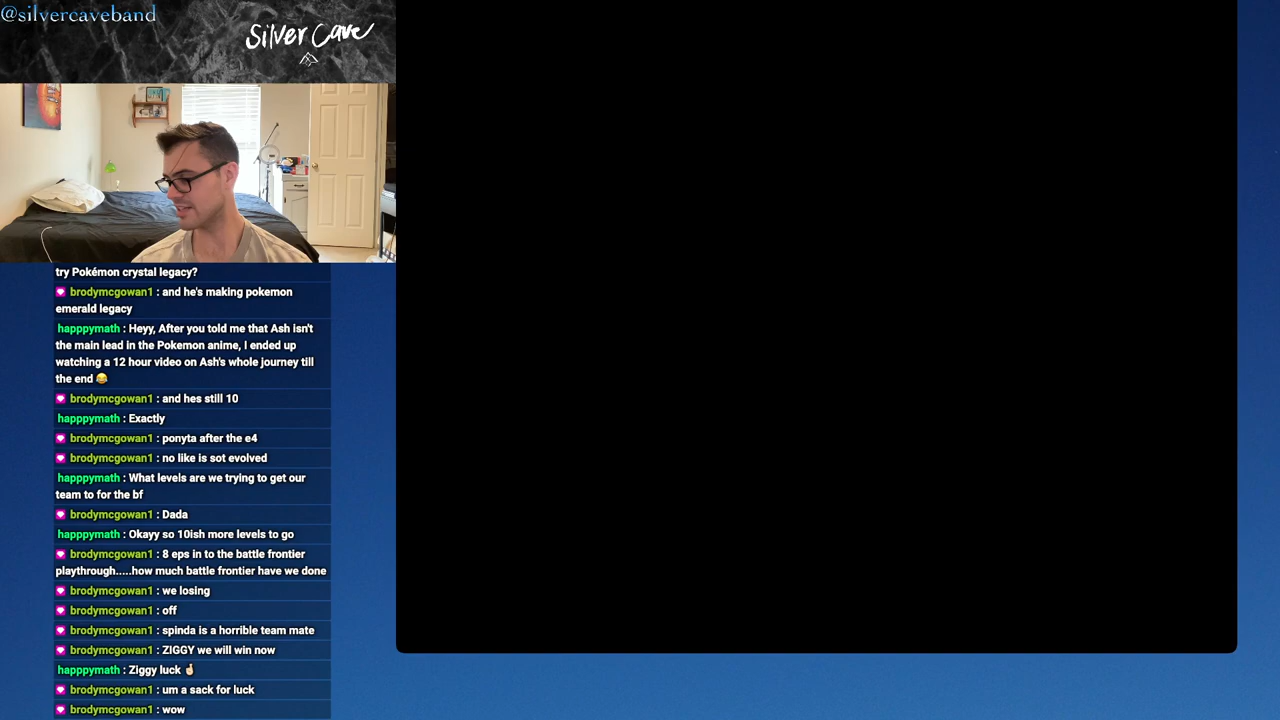 @silvercaveband
Silver Cave
try Pokémon crystal legacy?
brodymcgowan1 : and he's making pokemon
emerald legacy
happpymath : Heyy, After you told me that Ash isn't
the main lead in the Pokemon anime, I ended up
watching a 12 hour video on Ash's whole journey till
the end 😂
brodymcgowan1 : and hes still 10
happpymath : Exactly
brodymcgowan1 : ponyta after the e4
brodymcgowan1 : no like is sot evolved
happpymath : What levels are we trying to get our
team to for the bf
brodymcgowan1 : Dada
happpymath : Okayy so 10ish more levels to go
brodymcgowan1 : 8 eps in to the battle frontier
playthrough.....how much battle frontier have we done
brodymcgowan1 : we losing
brodymcgowan1 : off
brodymcgowan1 : spinda is a horrible team mate
brodymcgowan1 : ZIGGY we will win now
happpymath : Ziggy luck 🤞
brodymcgowan1 : um a sack for luck
brodymcgowan1 : wow